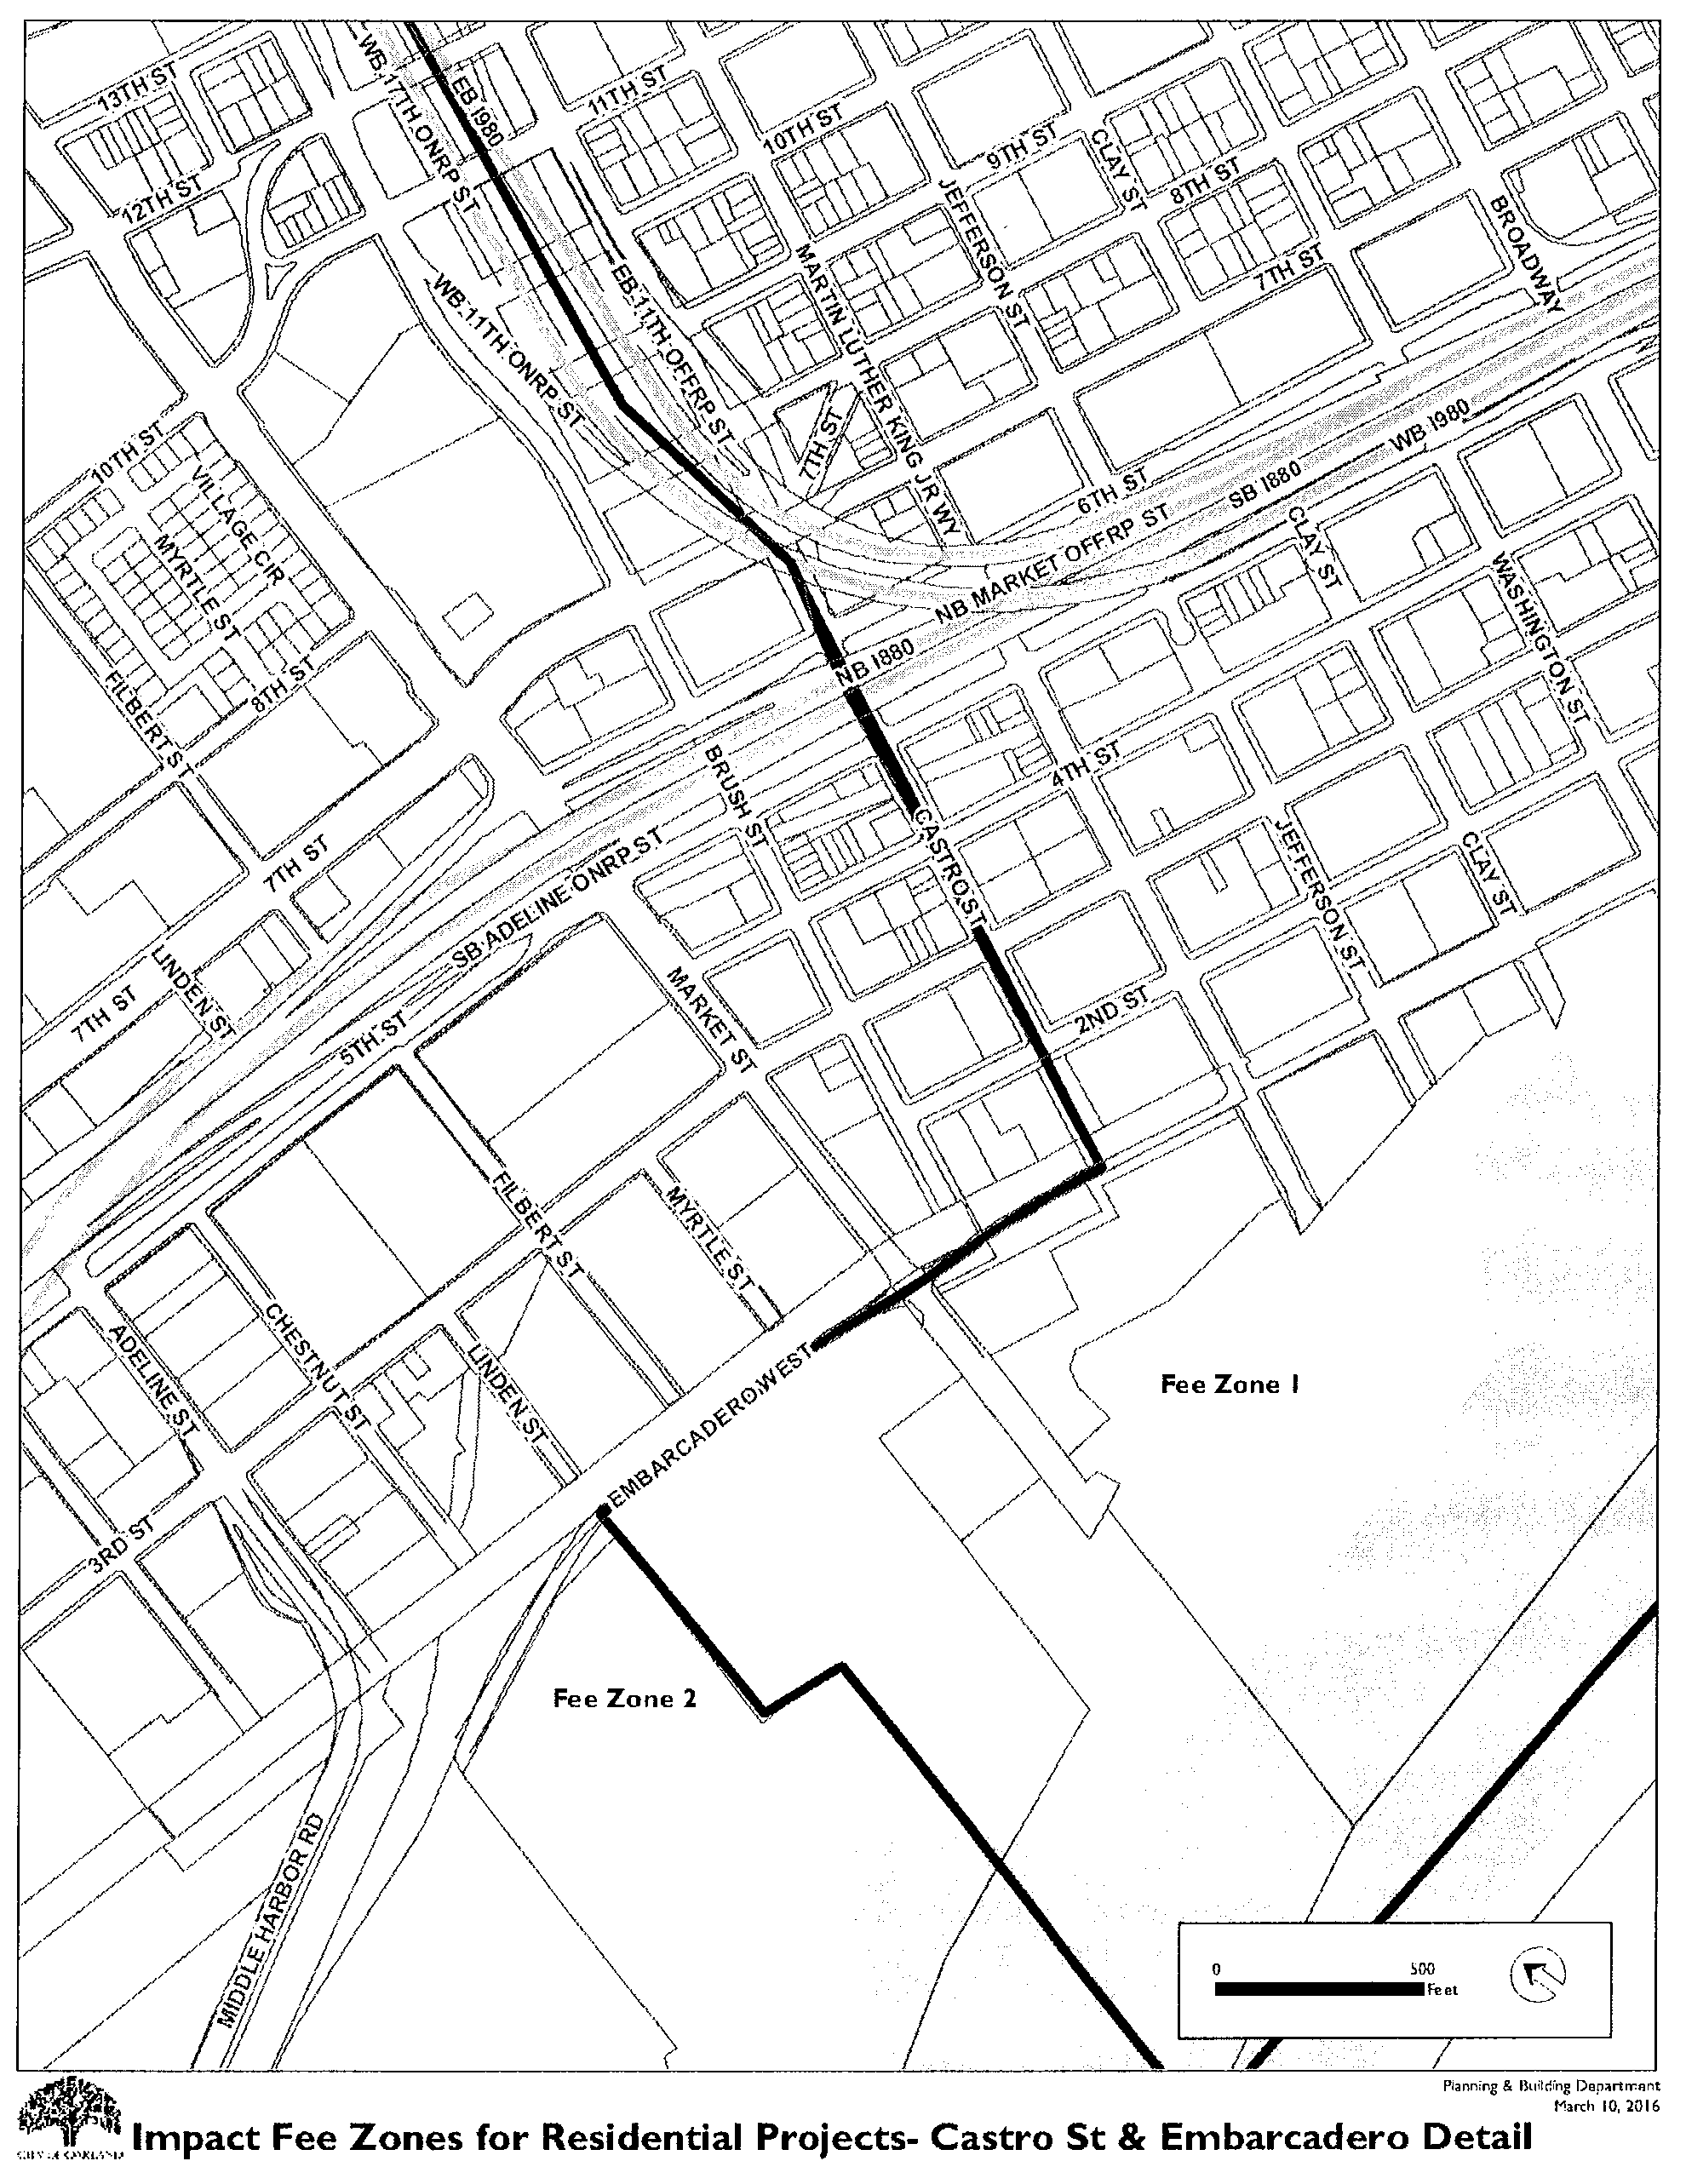 13TH ST
WB 17TH ONRP ST
EB I980
11TH ST
10TH ST
9TH ST
CLAY ST
8TH ST
12TH ST
JEFFERSON ST
BROADWAY
7TH ST
MARTIN LUTHER KING JR WY
EB 11TH OFFRP ST
WB 11TH ONRP ST
7TH ST
WB I980
10TH ST
VILLAGE CIR
MYRTLE ST
6TH ST
SB I880
NB MARKET OFFRP ST
CLAY ST
WASHINGTON ST
NB I880
8TH ST
FILBERT ST
BRUSH ST
4TH ST
CASTRO ST
JEFFERSON ST
CLAY ST
7TH ST
SB ADELINE ONRP ST
LINDEN ST
7TH ST
5TH ST
MARKET ST
2ND ST
FILBERT ST
MYRTLE ST
CHESTNUT ST
ADELINE ST
LINDEN ST
EMBARCADERO WEST
Fee Zone 1
3RD ST
Fee Zone 2
MIDDLE HARBOR RD
0 500
Feet
Planning & Building Department
March 10, 2016
CITY OF OAKLAND
Impact Fee Zones for Residential Projects- Castro St & Embarcadero Detail